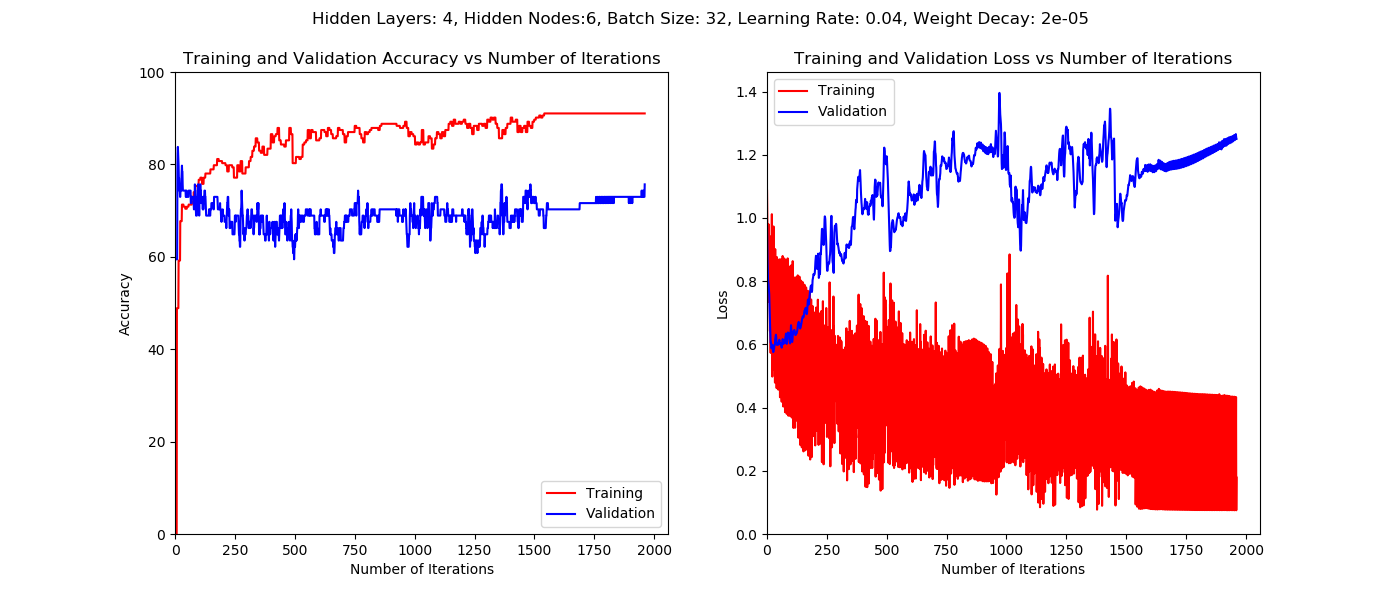 Hidden Layers: 4, Hidden Nodes:6, Batch Size: 32, Learning Rate: 0.04, Weight Decay: 2e-05
Training and Validation Accuracy vs Number of Iterations
100
80
60
40
20
0
Accuracy
0 250 500 750 1000 1250 1500 1750 2000
Number of Iterations
Training
Validation
Training and Validation Loss vs Number of Iterations
1.4
1.2
1.0
0.8
0.6
0.4
0.2
0.0
Loss
0 250 500 750 1000 1250 1500 1750 2000
Number of Iterations
Training
Validation